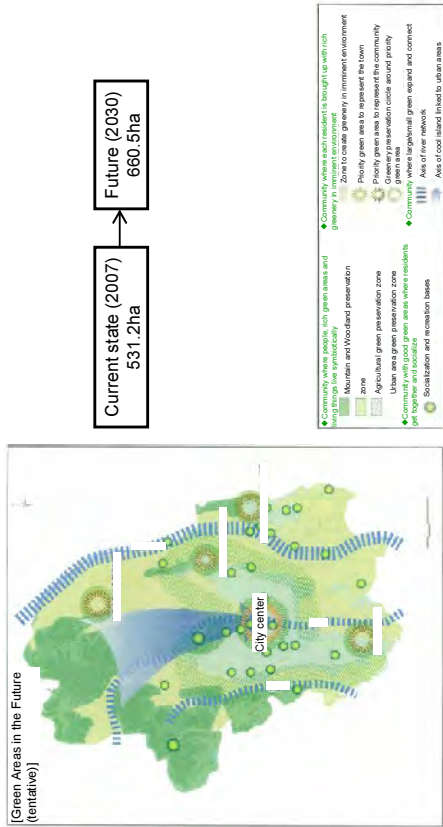 [Green Areas in the Future
(tentative)]
City center
Current state (2007)
531.2ha
Future (2030)
660.5ha
◆Community where people, rich green areas and
living things live symbiotically
Mountain and Woodland preservation
zone
Agricultural green preservation zone
Urban area green preservation zone
◆Community with good green areas where residents
get together and socialize
Socialization and recreation bases
◆Community where each resident is brought up with rich
greenery in imminent environment
Zone to create greenery in imminent environment
Priority green area to represent the town
Priority green area to represent the community
Greenery preservation circle around priority
green area
◆Community where large/small green expand and connect
Axis of river network
Axis of cool island linked to urban areas